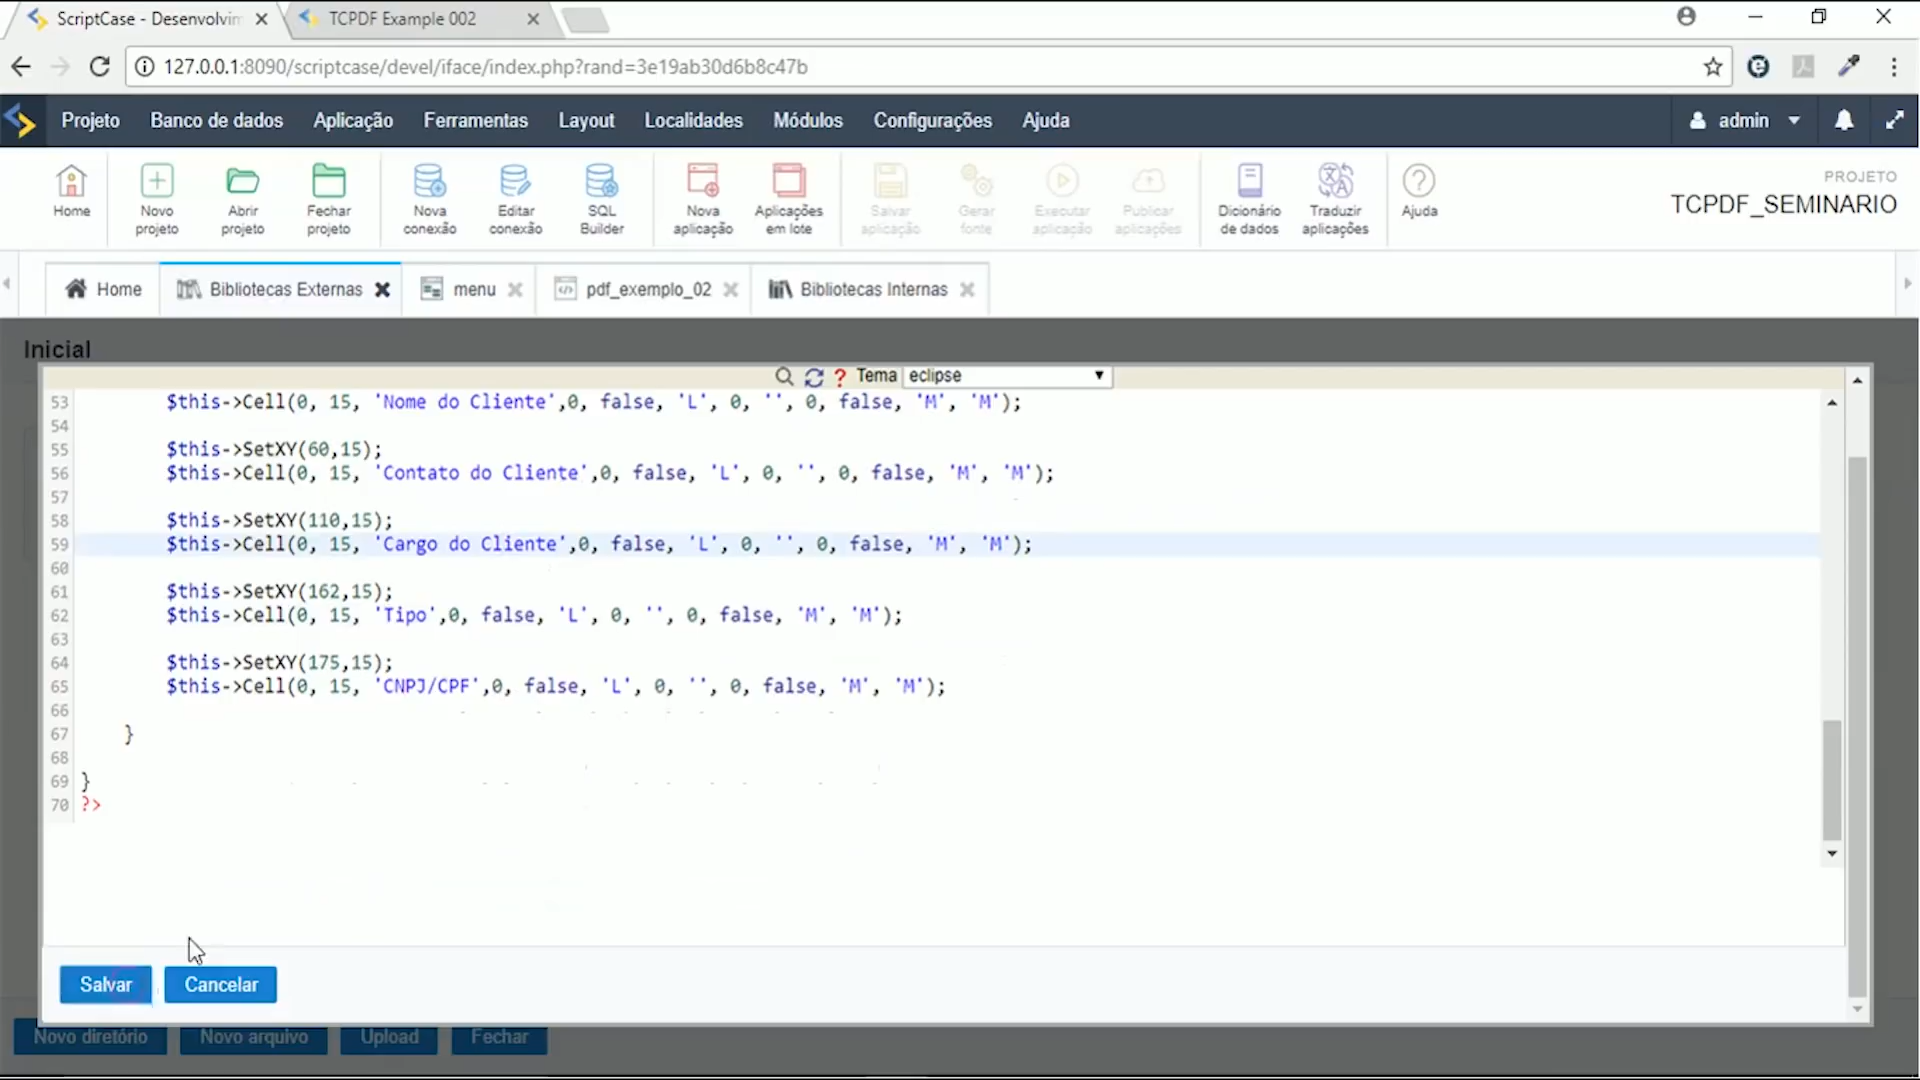 ScriptCase - Desenvolvim
TCPDF Example 002
127.0.0.1:8090/scriptcase/devel/iface/index.php?rand=3e19ab30d6b8c47b
Projeto Banco de dados Aplicação Ferramentas Layout Localidades Módulos Configurações Ajuda admin
Home
Novo projeto
Abrir projeto
Fechar projeto
Nova conexão
Editar conexão
SQL Builder
Nova aplicação
Aplicações em lote
Salvar aplicação
Gerar fonte
Executar aplicação
Publicar aplicações
Dicionário de dados
Traduzir aplicações
Ajuda
PROJETO
TCPDF_SEMINARIO
Home Bibliotecas Externas menu pdf_exemplo_02 Bibliotecas Internas
Inicial
? Tema eclipse
53 $this->Cell(0, 15, 'Nome do Cliente',0, false, 'L', 0, '', 0, false, 'M', 'M');
54
55 $this->SetXY(60,15);
56 $this->Cell(0, 15, 'Contato do Cliente',0, false, 'L', 0, '', 0, false, 'M', 'M');
57
58 $this->SetXY(110,15);
59 $this->Cell(0, 15, 'Cargo do Cliente',0, false, 'L', 0, '', 0, false, 'M', 'M');
60
61 $this->SetXY(162,15);
62 $this->Cell(0, 15, 'Tipo',0, false, 'L', 0, '', 0, false, 'M', 'M');
63
64 $this->SetXY(175,15);
65 $this->Cell(0, 15, 'CNPJ/CPF',0, false, 'L', 0, '', 0, false, 'M', 'M');
66
67 }
68
69 }
70 ?>
Salvar Cancelar
Novo diretório Novo arquivo Upload Fechar